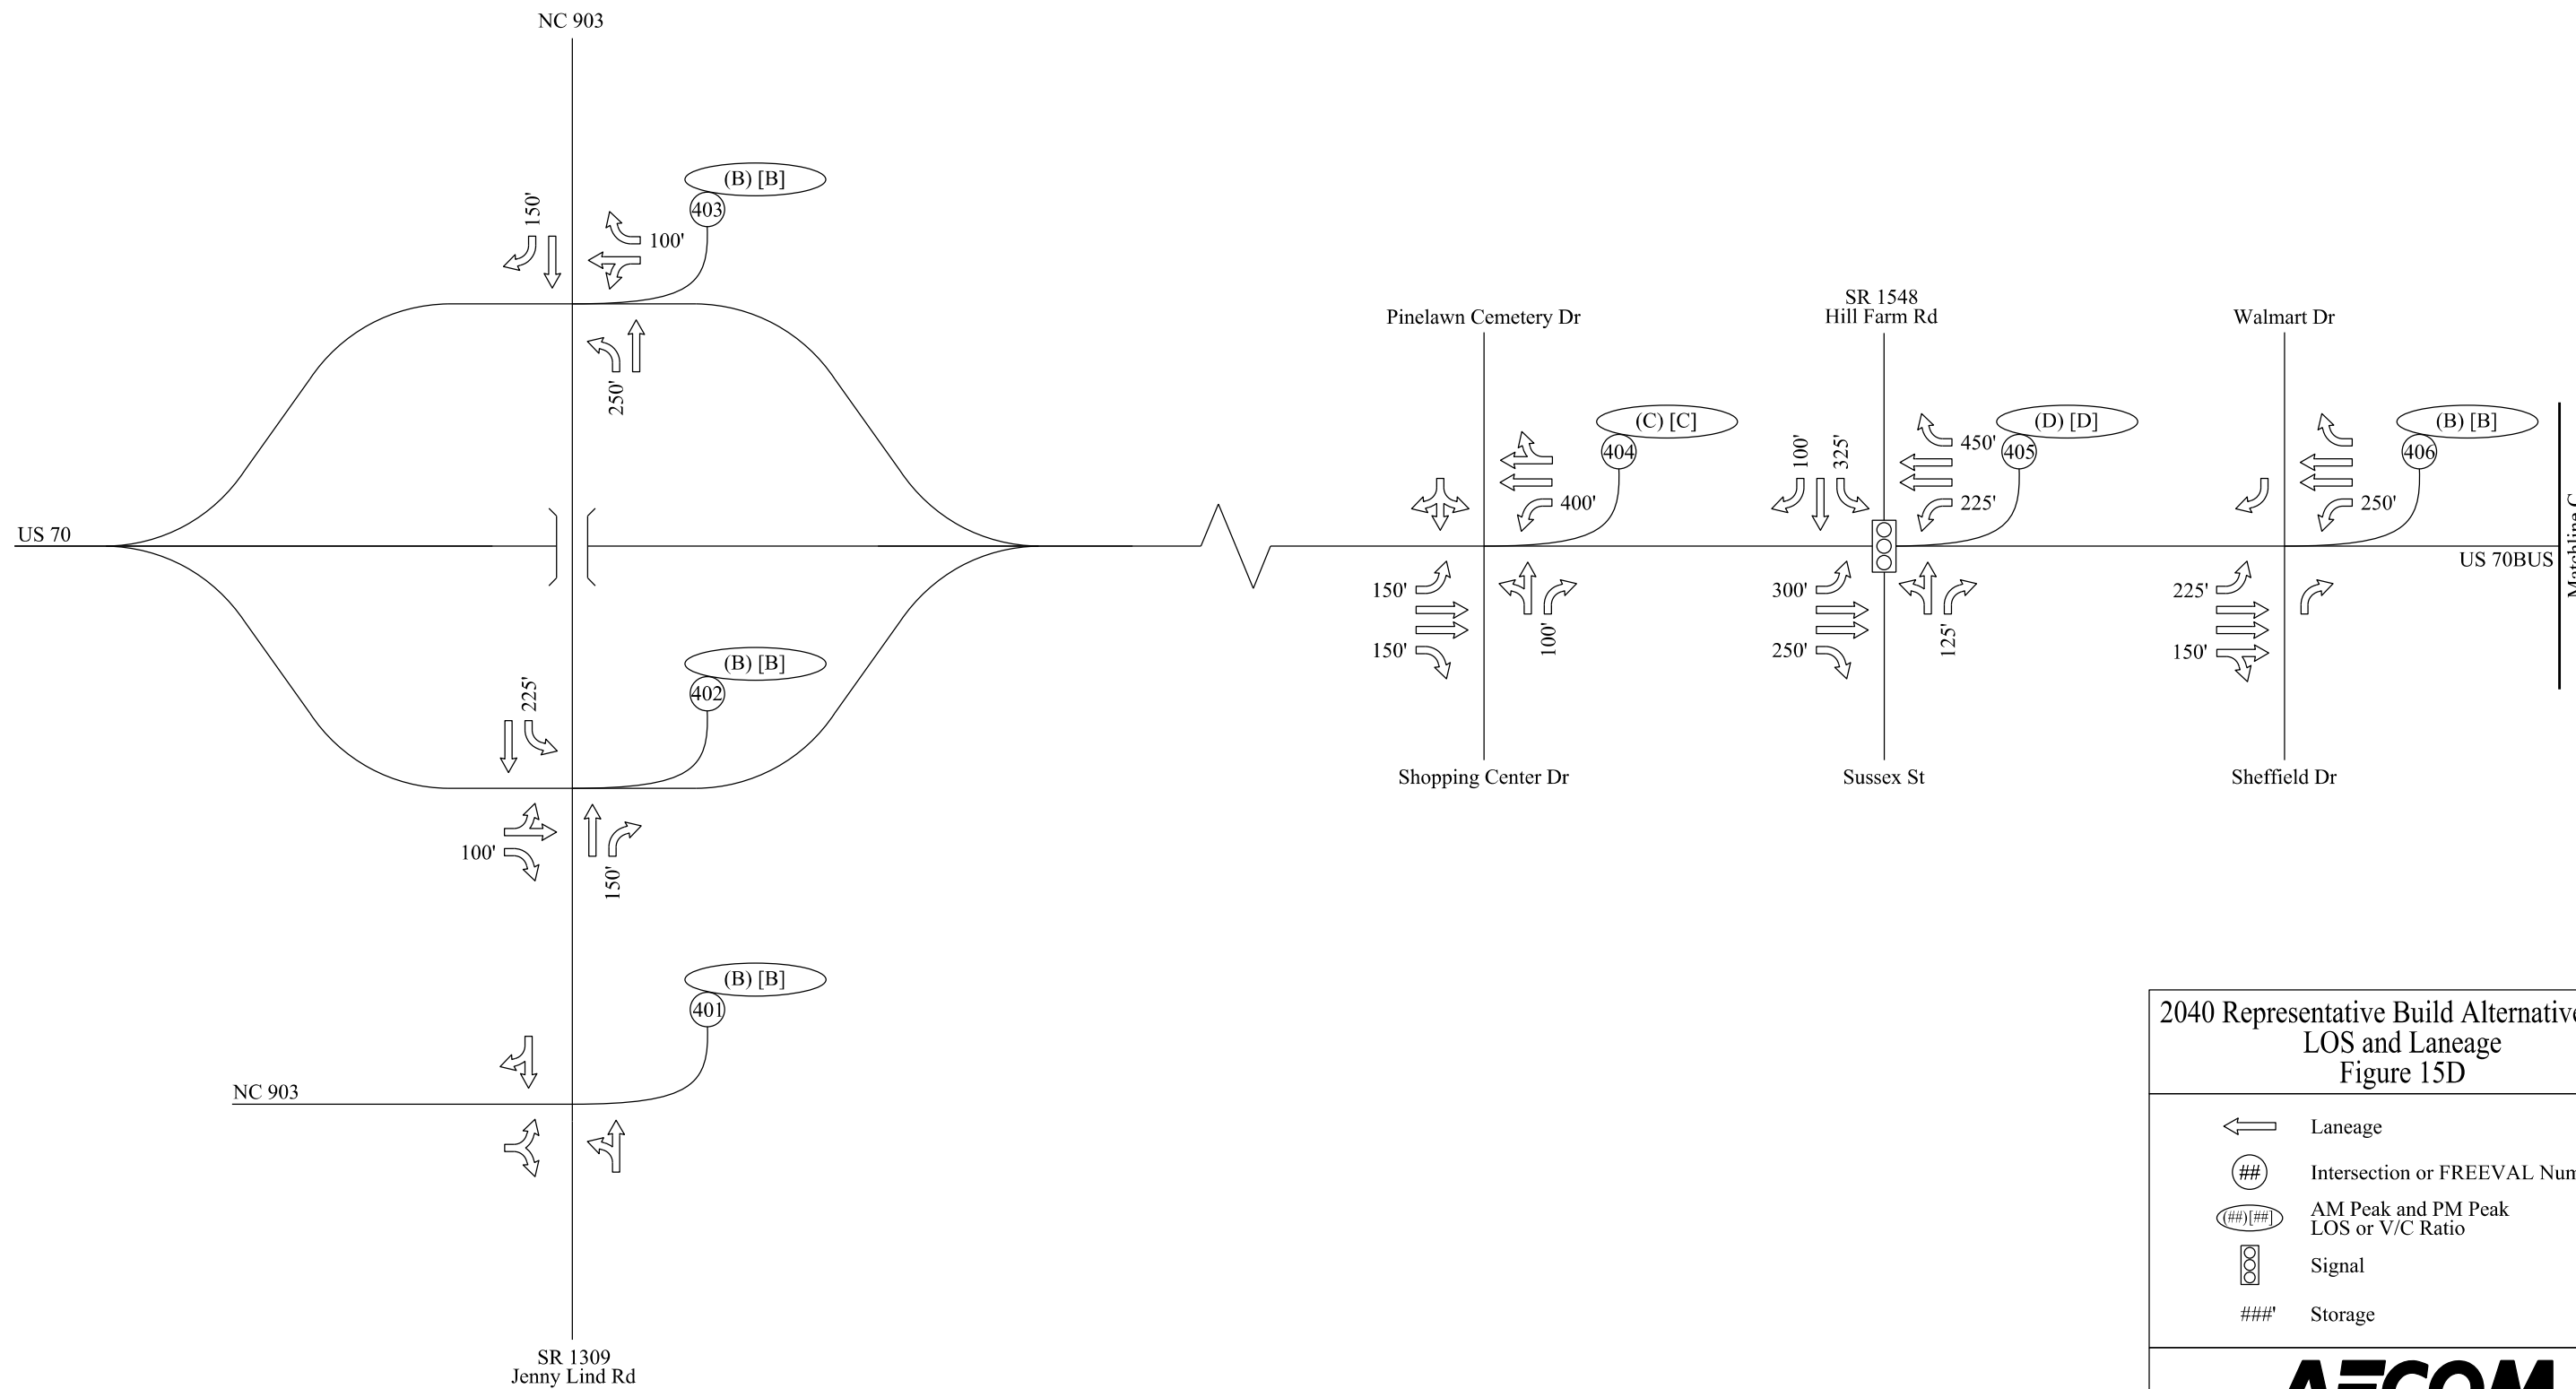 NC 903
(B) [B]
403
150'
100'
250'
US 70
(B) [B]
402
225'
100'
150'
(B) [B]
401
NC 903
SR 1309
Jenny Lind Rd
Pinelawn Cemetery Dr
(C) [C]
404
400'
150'
150'
100'
Shopping Center Dr
SR 1548
Hill Farm Rd
(D) [D]
405
100'
325'
450'
225'
300'
250'
125'
Sussex St
Walmart Dr
(B) [B]
406
250'
225'
150'
US 70BUS
Sheffield Dr
Matchline C
2040 Representative Build Alternative
LOS and Laneage
Figure 15D
Laneage
##
Intersection or FREEVAL Num
(##)[##]
AM Peak and PM Peak
LOS or V/C Ratio
Signal
###'
Storage
AECOM